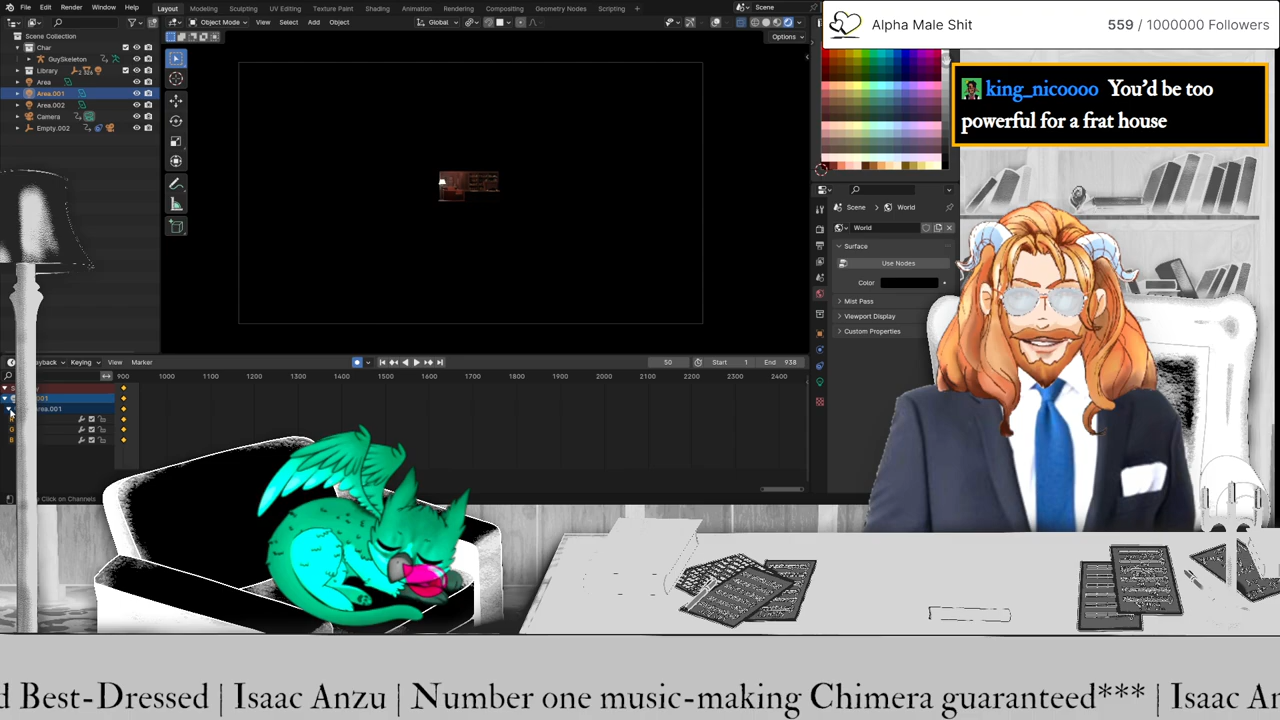 File Edit Render Window Help
Layout Modeling Sculpting UV Editing Texture Paint Shading Animation Rendering Compositing Geometry Nodes Scripting
Scene
Object Mode View Select Add Object
Global
Options
Scene Collection
Char
GuySkeleton
Library
Area
Area.001
Area.002
Camera
Empty.002
Alpha Male Shit 559 / 1000000 Followers
king_nicoooo You'd be too
powerful for a frat house
Scene > World
World
Surface
Use Nodes
Color
Mist Pass
Viewport Display
Custom Properties
Keying View Marker
50 Start 1 End 938
900 1000 1100 1200 1300 1400 1500 1600 1700 1800 1900 2000 2100 2200 2300 2400
Click on Channels
d Best-Dressed | Isaac Anzu | Number one music-making Chimera guaranteed*** | Isaac An